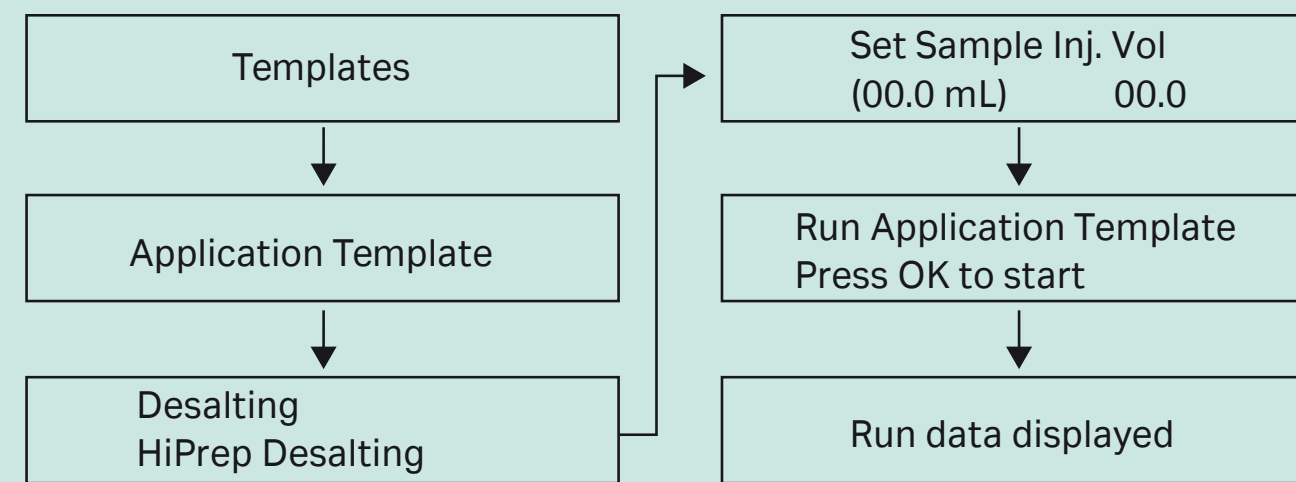 Templates
Application Template
Desalting
HiPrep Desalting
Set Sample Inj. Vol
(00.0 mL) 00.0
Run Application Template
Press OK to start
Run data displayed